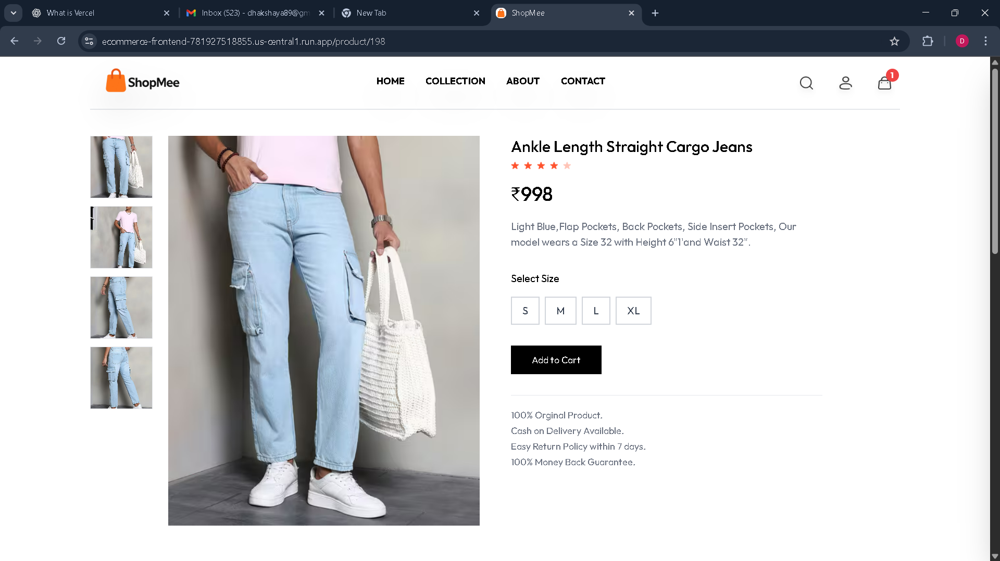 What is Vercel
Inbox (523) - dhakshaya89@gm
New Tab
ShopMee
ecommerce-frontend-781927518855.us-central1.run.app/product/198
D
ShopMee
HOME
COLLECTION
ABOUT
CONTACT
1
Ankle Length Straight Cargo Jeans
₹998
Light Blue,Flap Pockets, Back Pockets, Side Insert Pockets, Our
model wears a Size 32 with Height 6"1'and Waist 32".
Select Size
S
M
L
XL
Add to Cart
100% Orginal Product.
Cash on Delivery Available.
Easy Return Policy within 7 days.
100% Money Back Guarantee.